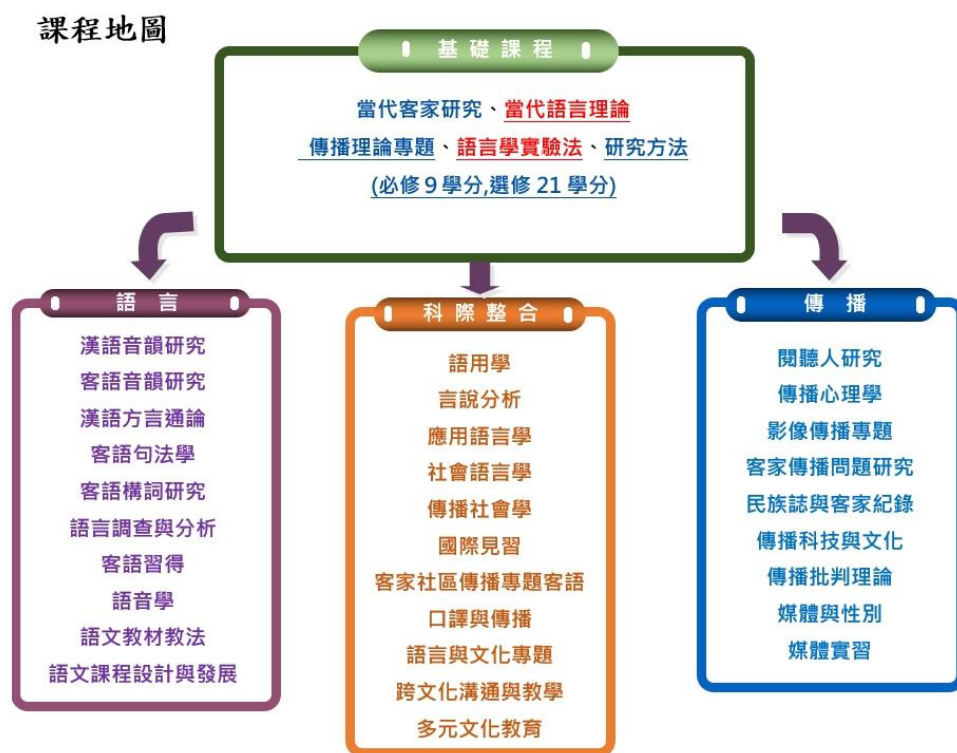 課程地圖
基礎課程
當代客家研究、當代語言理論
傳播理論專題、語言學實驗法、研究方法
(必修9學分,選修21學分)
語言
漢語音韻研究
客語音韻研究
漢語方言通論
客語句法學
客語構詞研究
語言調查與分析
客語習得
語音學
語文教材教法
語文課程設計與發展
科際整合
語用學
言說分析
應用語言學
社會語言學
傳播社會學
國際見習
客家社區傳播專題客語
口譯與傳播
語言與文化專題
跨文化溝通與教學
多元文化教育
傳播
閱聽人研究
傳播心理學
影像傳播專題
客家傳播問題研究
民族誌與客家紀錄
傳播科技與文化
傳播批判理論
媒體與性別
媒體實習